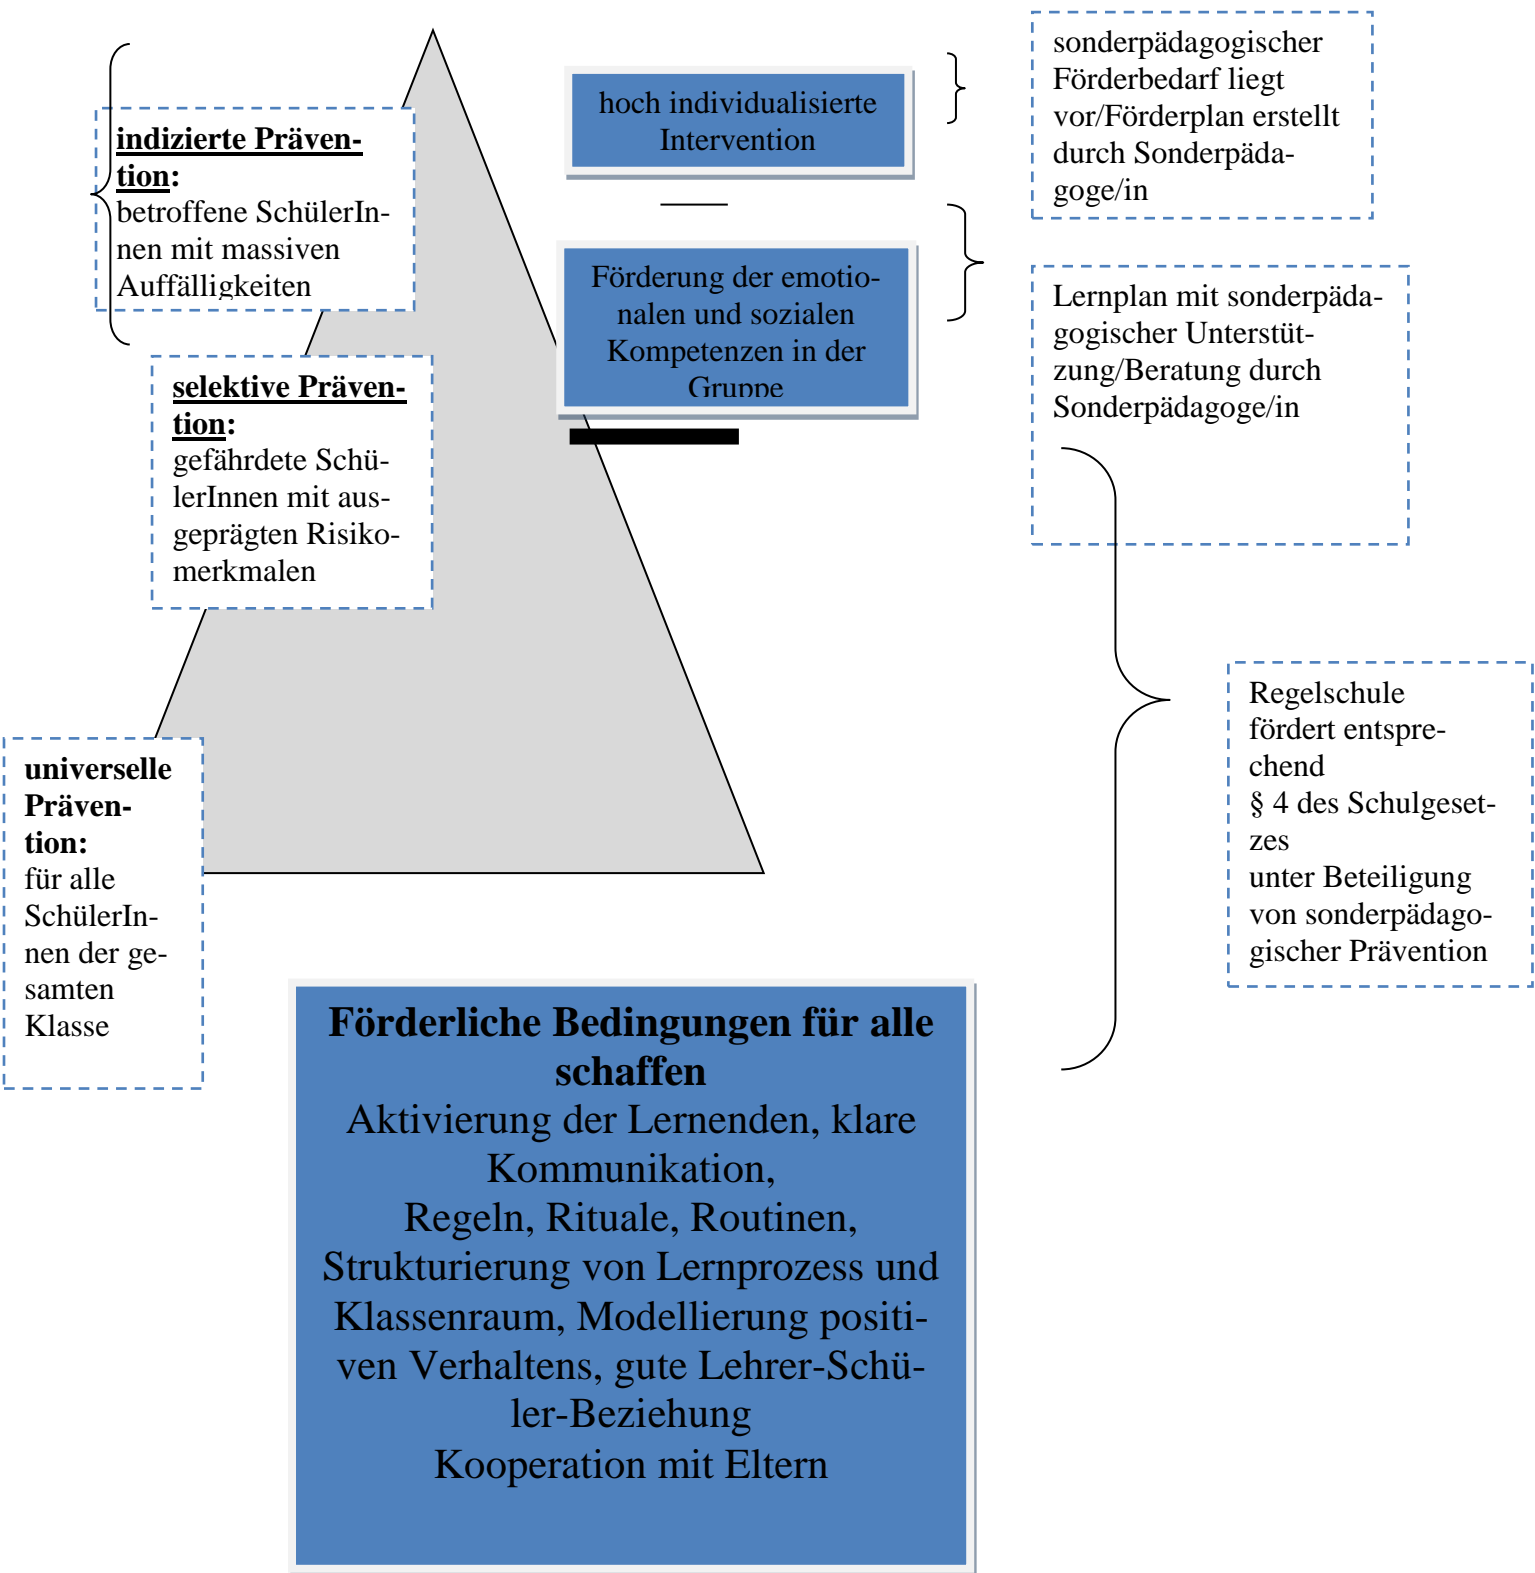 indizierte Präven-
tion:
betroffene SchülerIn-
nen mit massiven
Auffälligkeiten
hoch individualisierte
Intervention
sonderpädagogischer
Förderbedarf liegt
vor/Förderplan erstellt
durch Sonderpäda-
goge/in
selektive Präven-
tion:
gefährdete Schü-
lerInnen mit aus-
geprägten Risiko-
merkmalen
Förderung der emotio-
nalen und sozialen
Kompetenzen in der
Gruppe
Lernplan mit sonderpäda-
gogischer Unterstüt-
zung/Beratung durch
Sonderpädagoge/in
universelle
Präven-
tion:
für alle
SchülerIn-
nen der ge-
samten
Klasse
Regelschule
fördert entspre-
chend
§ 4 des Schulgeset-
zes
unter Beteiligung
von sonderpädago-
gischer Prävention
Förderliche Bedingungen für alle
schaffen
Aktivierung der Lernenden, klare
Kommunikation,
Regeln, Rituale, Routinen,
Strukturierung von Lernprozess und
Klassenraum, Modellierung positi-
ven Verhaltens, gute Lehrer-Schü-
ler-Beziehung
Kooperation mit Eltern